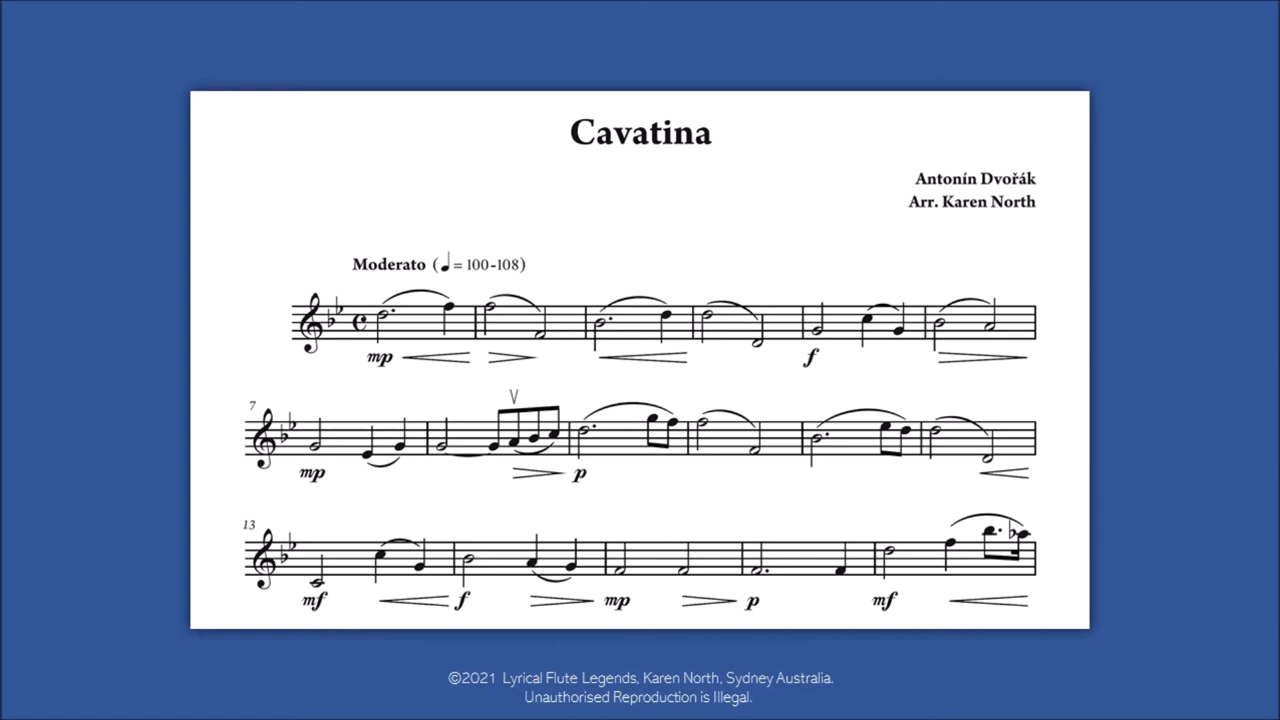 Cavatina
Antonín Dvořák
Arr. Karen North
Moderato (♩= 100-108)
mp
f
7
mp
p
13
mf
f
mp
p
mf
©2021 Lyrical Flute Legends, Karen North, Sydney Australia.
Unauthorised Reproduction is Illegal.